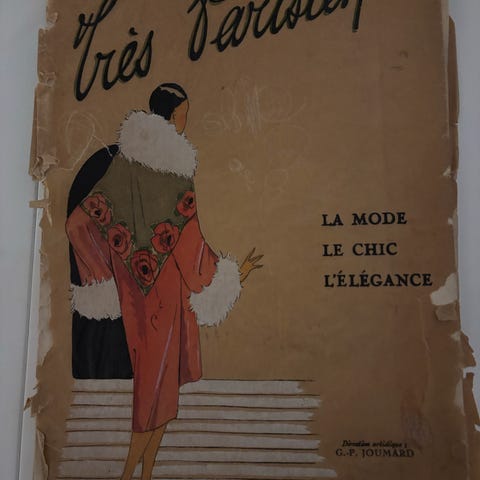 Très Parisien
LA MODE
LE CHIC
L'ÉLÉGANCE
Direction artistique :
G.-P. JOUMARD